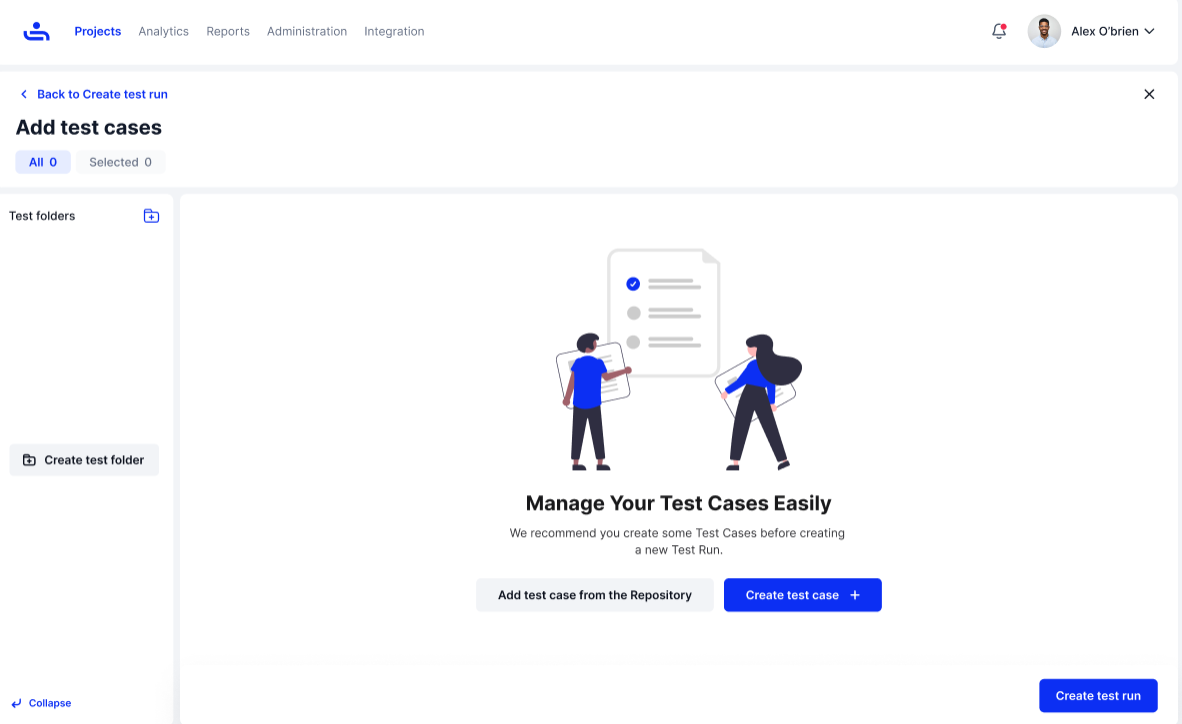 Projects Analytics Reports Administration Integration Alex O'brien
Back to Create test run
Add test cases
All 0 Selected 0
Test folders
Create test folder
Manage Your Test Cases Easily
We recommend you create some Test Cases before creating
a new Test Run.
Add test case from the Repository Create test case +
Collapse
Create test run